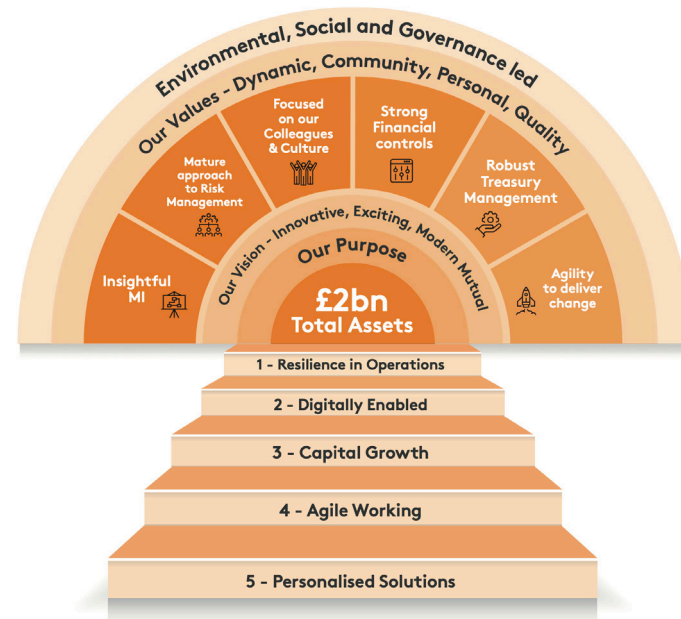 Environmental, Social and Governance led
Our Values - Dynamic, Community, Personal, Quality
Insightful
MI
Mature
approach
to Risk
Management
Focused
on our
Colleagues
& Culture
Strong
Financial
controls
Robust
Treasury
Management
Agility
to deliver
change
Our Vision - Innovative, Exciting, Modern Mutual
Our Purpose
£2bn
Total Assets
1 - Resilience in Operations
2 - Digitally Enabled
3 - Capital Growth
4 - Agile Working
5 - Personalised Solutions